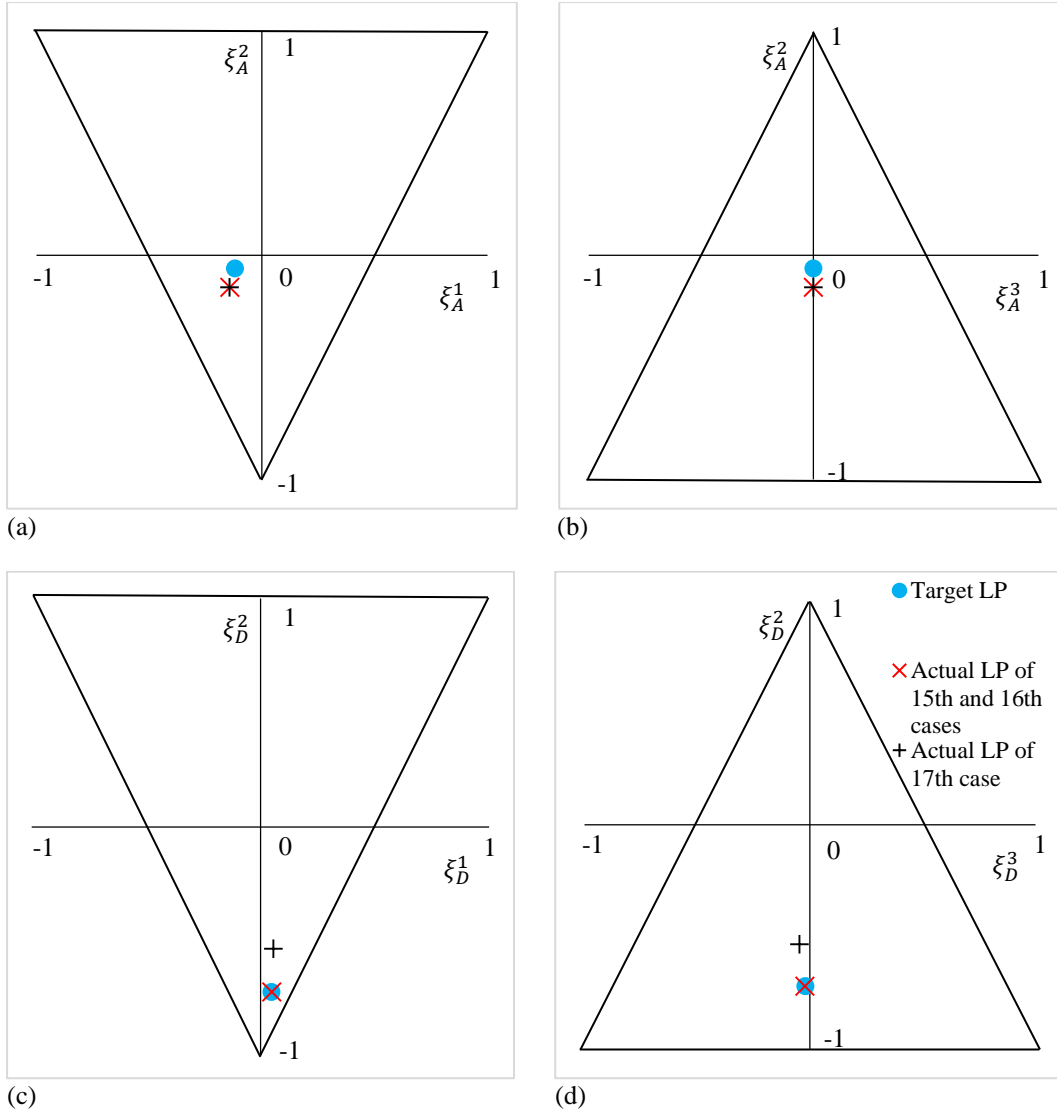 1
ξ_A^2
-1
0
1
ξ_A^1
-1
(a)
1
ξ_A^2
-1
0
1
ξ_A^3
-1
(b)
1
ξ_D^2
-1
0
1
ξ_D^1
-1
(c)
1
ξ_D^2
Target LP
Actual LP of
15th and 16th
cases
Actual LP of
17th case
-1
0
1
ξ_D^3
-1
(d)